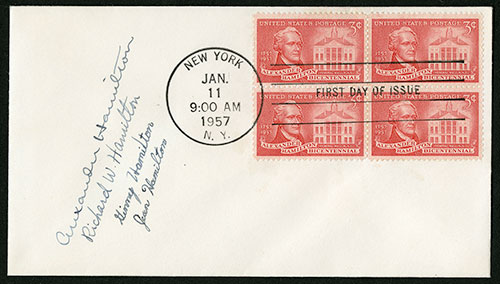 Alexander Hamilton
Richard W. Hamilton
Ginny Hamilton
Jean Hamilton
NEW YORK
JAN.
11
9:00 AM
1957
N. Y.
UNITED STATES POSTAGE
3¢
ALEXANDER
HAMILTON BICENTENNIAL
UNITED STATES POSTAGE
3¢
ALEXANDER
HAMILTON BICENTENNIAL
FIRST DAY OF ISSUE
UNITED STATES POSTAGE
3¢
ALEXANDER
HAMILTON BICENTENNIAL
UNITED STATES POSTAGE
3¢
ALEXANDER
HAMILTON BICENTENNIAL